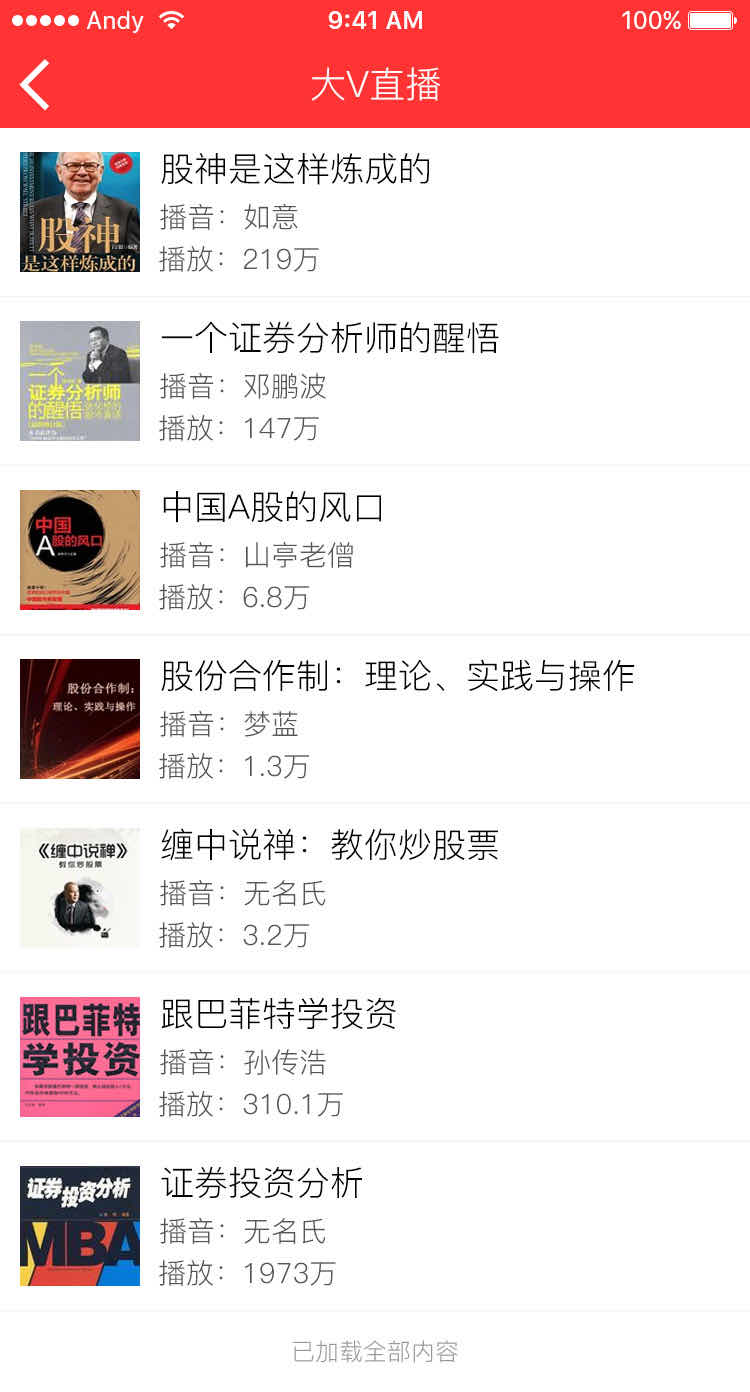 Andy 9:41 AM 100%
大V直播
股神
是这样炼成的
股神是这样炼成的
播音：如意
播放：219万
一个
证券分析师
的醒悟
一个证券分析师的醒悟
播音：邓鹏波
播放：147万
中国
A股的风口
中国A股的风口
播音：山亭老僧
播放：6.8万
股份合作制：
理论、实践与操作
股份合作制：理论、实践与操作
播音：梦蓝
播放：1.3万
《缠中说禅》
教你炒股票
缠中说禅：教你炒股票
播音：无名氏
播放：3.2万
跟巴菲特
学投资
跟巴菲特学投资
播音：孙传浩
播放：310.1万
证券投资分析
MBA
证券投资分析
播音：无名氏
播放：1973万
已加载全部内容